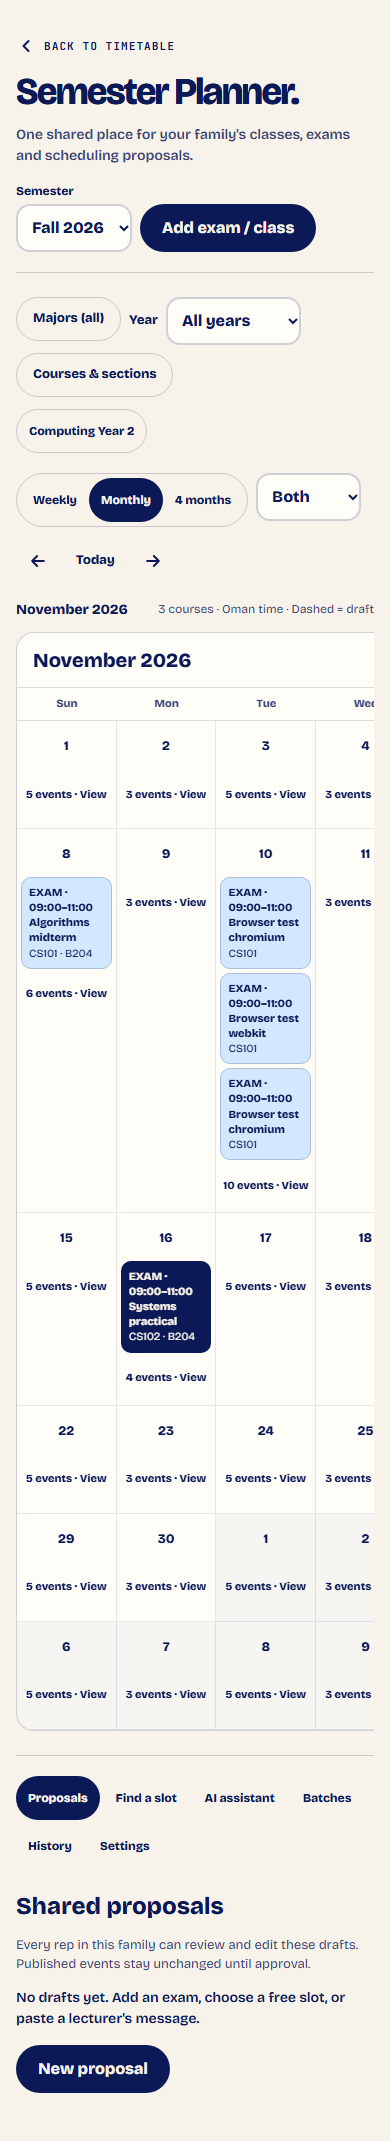 BACK TO TIMETABLE
Semester Planner.
One shared place for your family's classes, exams
and scheduling proposals.
Semester
Fall 2026
Add exam / class
Majors (all)
Year
All years
Courses & sections
Computing Year 2
Weekly
Monthly
4 months
Both
← Today →
November 2026
3 courses · Oman time · Dashed = draft
November 2026
Sun Mon Tue Wed
1 2 3 4
5 events · View 3 events · View 5 events · View 3 events
8 9 10 11
EXAM ·
09:00–11:00
Algorithms
midterm
CS101 · B204
6 events · View
3 events · View
EXAM ·
09:00–11:00
Browser test
chromium
CS101
EXAM ·
09:00–11:00
Browser test
webkit
CS101
EXAM ·
09:00–11:00
Browser test
chromium
CS101
10 events · View
3 events
15 16 17 18
5 events · View
EXAM ·
09:00–11:00
Systems
practical
CS102 · B204
4 events · View
5 events · View
3 events
22 23 24 25
5 events · View 3 events · View 5 events · View 3 events
29 30 1 2
5 events · View 3 events · View 5 events · View 3 events
6 7 8 9
5 events · View 3 events · View 5 events · View 3 events
Proposals
Find a slot
AI assistant
Batches
History
Settings
Shared proposals
Every rep in this family can review and edit these drafts.
Published events stay unchanged until approval.
No drafts yet. Add an exam, choose a free slot, or
paste a lecturer's message.
New proposal